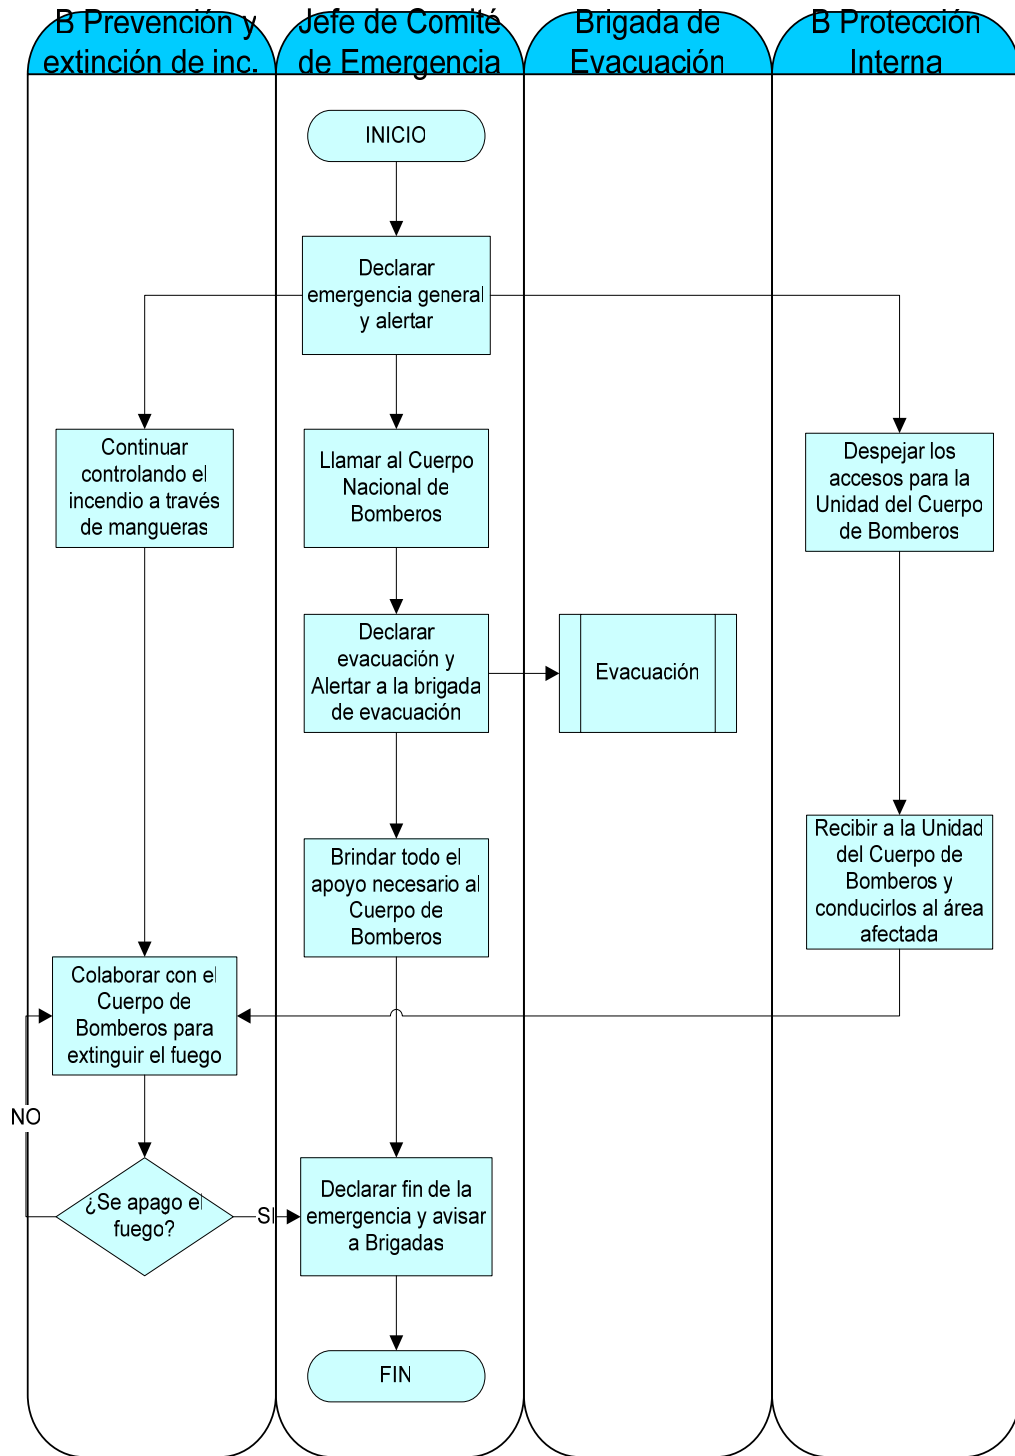 B Prevención y
extinción de inc.
Jefe de Comité
de Emergencia
Brigada de
Evacuación
B Protección
Interna
INICIO
Declarar
emergencia general
y alertar
Continuar
controlando el
incendio a través
de mangueras
Llamar al Cuerpo
Nacional de
Bomberos
Despejar los
accesos para la
Unidad del Cuerpo
de Bomberos
Declarar
evacuación y
Alertar a la brigada
de evacuación
Evacuación
Brindar todo el
apoyo necesario al
Cuerpo de
Bomberos
Recibir a la Unidad
del Cuerpo de
Bomberos y
conducirlos al área
afectada
Colaborar con el
Cuerpo de
Bomberos para
extinguir el fuego
NO
¿Se apago el
fuego?
SI
Declarar fin de la
emergencia y avisar
a Brigadas
FIN